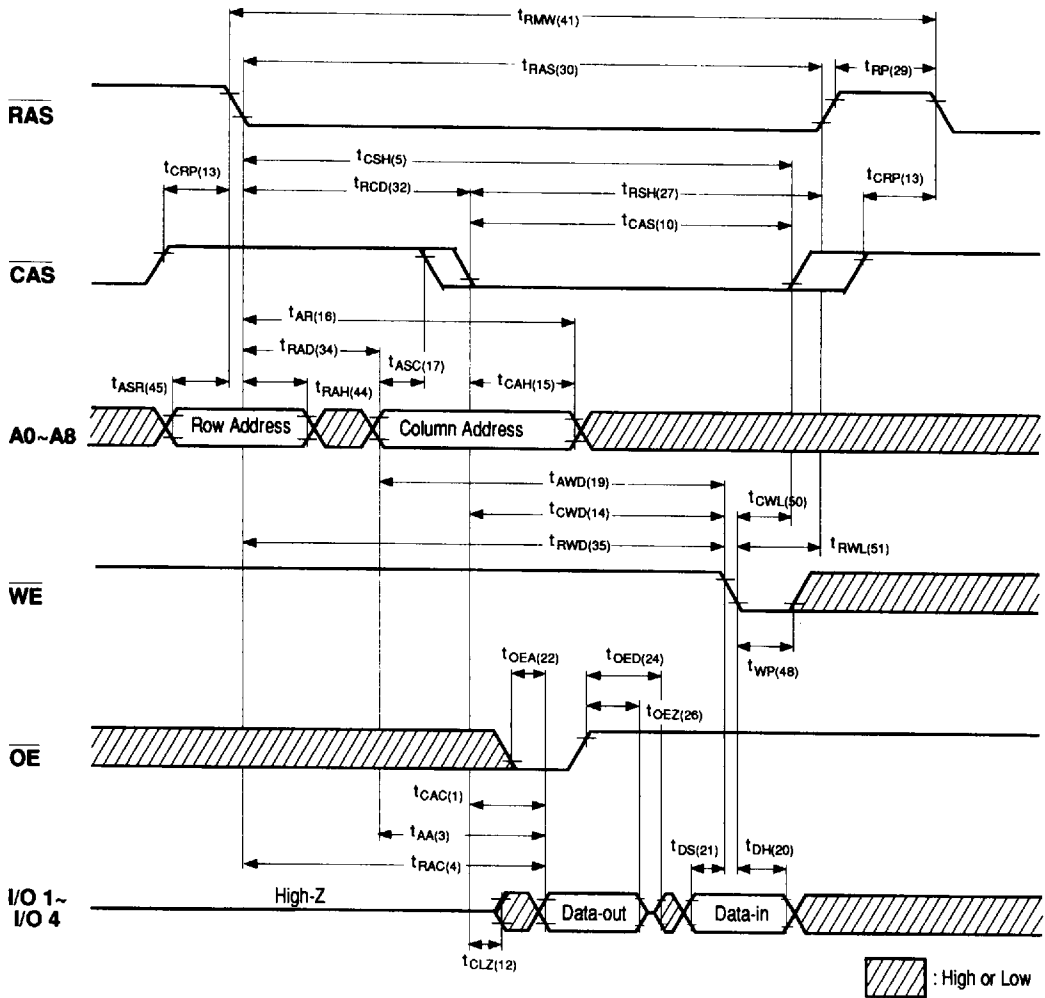 tRMW(41)
tRAS(30)
tRP(29)
RAS
tCSH(5)
tCRP(13)
tRCD(32)
tRSH(27)
tCRP(13)
tCAS(10)
CAS
tAR(16)
tRAD(34)
tASC(17)
tASR(45)
tRAH(44)
tCAH(15)
A0~A8
Row Address
Column Address
tAWD(19)
tCWL(50)
tCWD(14)
tRWD(35)
tRWL(51)
WE
tWP(48)
tOEA(22)
tOED(24)
tOEZ(26)
OE
tCAC(1)
tAA(3)
tDS(21)
tDH(20)
tRAC(4)
I/O 1~
I/O 4
High-Z
Data-out
Data-in
tCLZ(12)
: High or Low